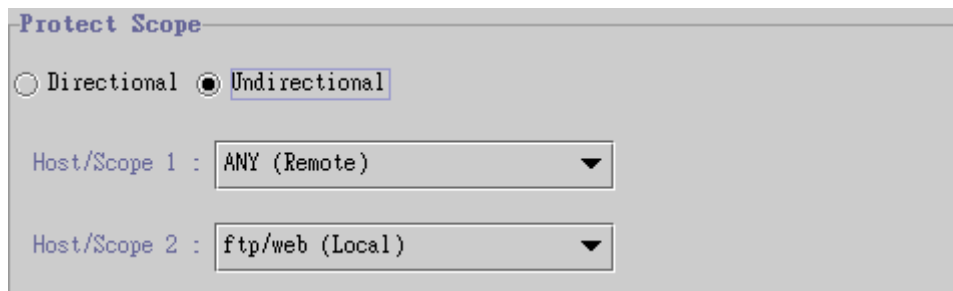 Protect Scope
Directional Undirectional
Host/Scope 1 : ANY (Remote)
Host/Scope 2 : ftp/web (Local)